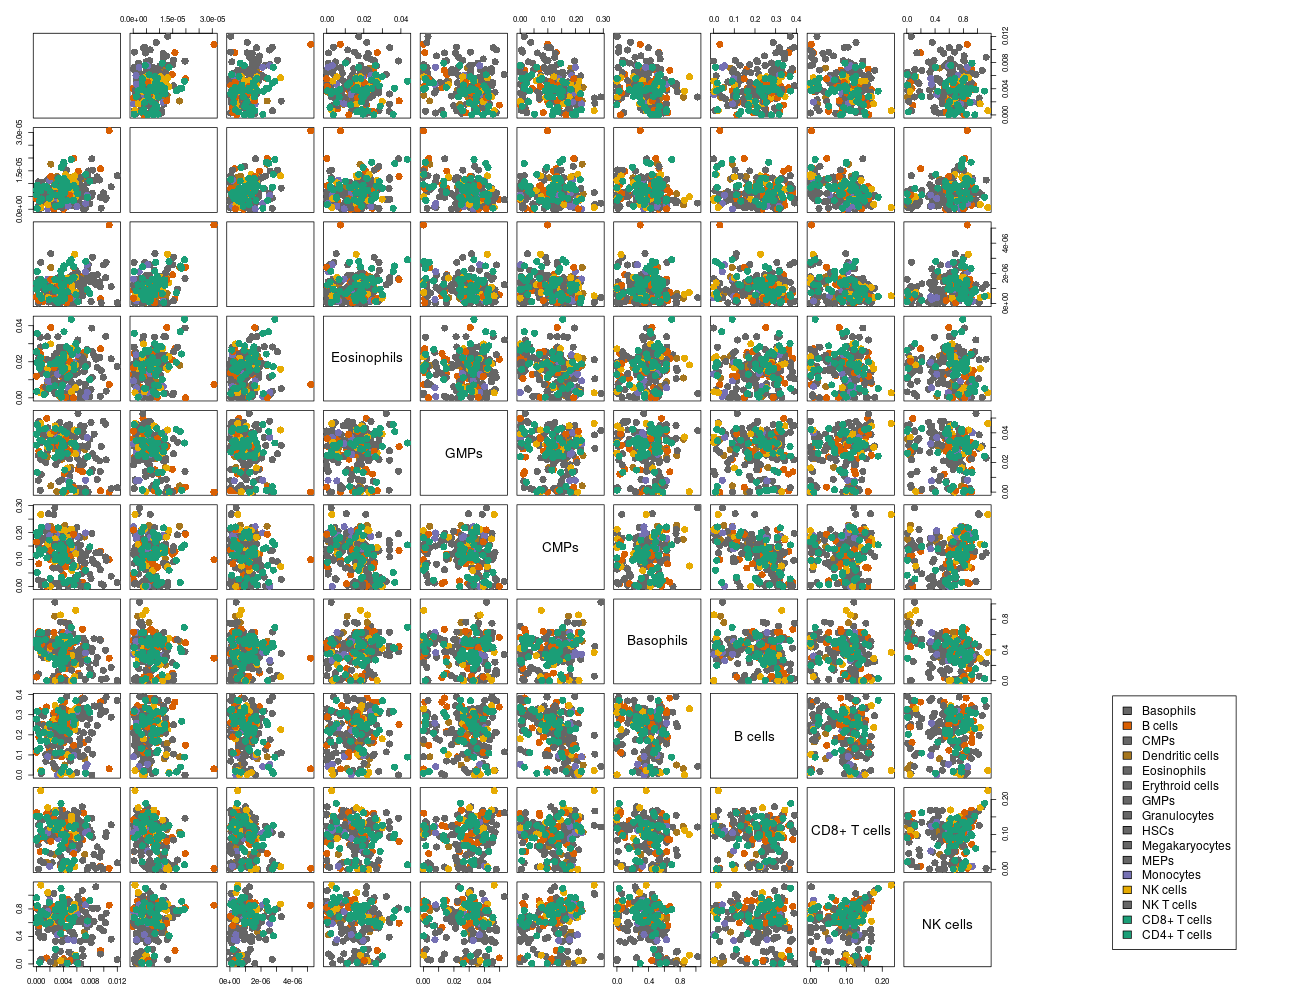 0.0e+00 1.5e-05 3.0e-05 0.00 0.02 0.04 0.00 0.10 0.20 0.30 0.0 0.1 0.2 0.3 0.4 0.0 0.4 0.8
0.000 0.004 0.008 0.012
0.0e+00 1.5e-05 3.0e-05
0e+00 2e-06 4e-06
0.00 0.02 0.04
Eosinophils
GMPs
0.00 0.02 0.04
0.00 0.10 0.20 0.30
CMPs
Basophils
0.0 0.4 0.8
0.0 0.1 0.2 0.3 0.4
B cells
CD8+ T cells
0.00 0.10 0.20
0.0 0.4 0.8
NK cells
0.000 0.004 0.008 0.012 0e+00 2e-06 4e-06 0.00 0.02 0.04 0.0 0.4 0.8 0.00 0.10 0.20
Basophils
B cells
CMPs
Dendritic cells
Eosinophils
Erythroid cells
GMPs
Granulocytes
HSCs
Megakaryocytes
MEPs
Monocytes
NK cells
NK T cells
CD8+ T cells
CD4+ T cells